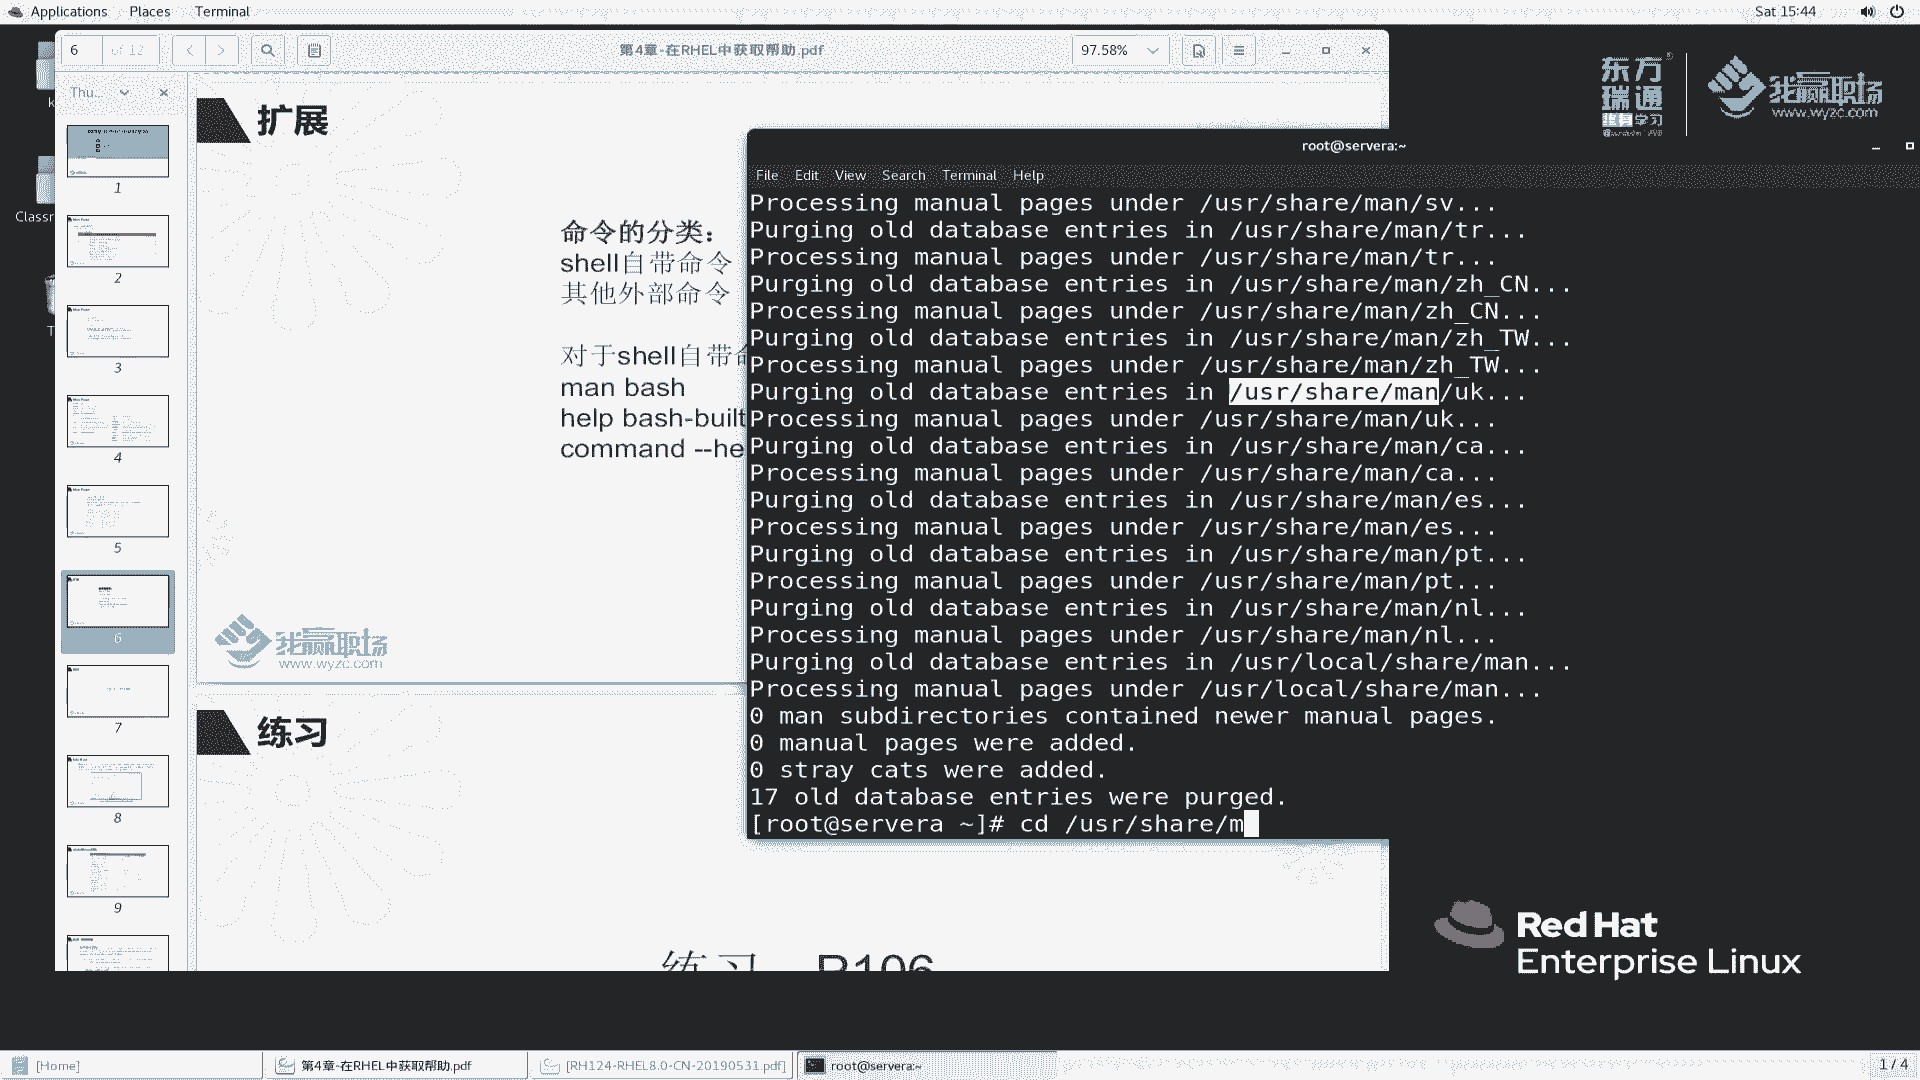 Applications Places Terminal
Sat 15:44
6 of 12
第4章-在RHEL中获取帮助.pdf
97.58%
Thu...
1
2
3
4
5
6
7
8
9
Classr
扩展
命令的分类：
shell自带命令
其他外部命令
对于shell自带命
man bash
help bash-built
command --he
我赢职场
www.wyzc.com
练习
练习 P106
东方
瑞通
终身学习
我赢职场
www.wyzc.com
root@servera:~
File Edit View Search Terminal Help
Processing manual pages under /usr/share/man/sv...
Purging old database entries in /usr/share/man/tr...
Processing manual pages under /usr/share/man/tr...
Purging old database entries in /usr/share/man/zh_CN...
Processing manual pages under /usr/share/man/zh_CN...
Purging old database entries in /usr/share/man/zh_TW...
Processing manual pages under /usr/share/man/zh_TW...
Purging old database entries in /usr/share/man/uk...
Processing manual pages under /usr/share/man/uk...
Purging old database entries in /usr/share/man/ca...
Processing manual pages under /usr/share/man/ca...
Purging old database entries in /usr/share/man/es...
Processing manual pages under /usr/share/man/es...
Purging old database entries in /usr/share/man/pt...
Processing manual pages under /usr/share/man/pt...
Purging old database entries in /usr/share/man/nl...
Processing manual pages under /usr/share/man/nl...
Purging old database entries in /usr/local/share/man...
Processing manual pages under /usr/local/share/man...
0 man subdirectories contained newer manual pages.
0 manual pages were added.
0 stray cats were added.
17 old database entries were purged.
[root@servera ~]# cd /usr/share/m
Red Hat
Enterprise Linux
[Home]
第4章-在RHEL中获取帮助.pdf
[RH124-RHEL8.0-CN-20190531.pdf]
root@servera:~
1 / 4